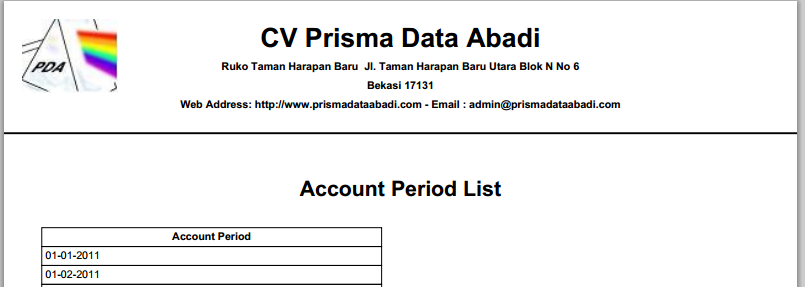 PDA
CV Prisma Data Abadi
Ruko Taman Harapan Baru  Jl. Taman Harapan Baru Utara Blok N No 6
Bekasi 17131
Web Address: http://www.prismadataabadi.com - Email : admin@prismadataabadi.com
Account Period List
Account Period
01-01-2011
01-02-2011